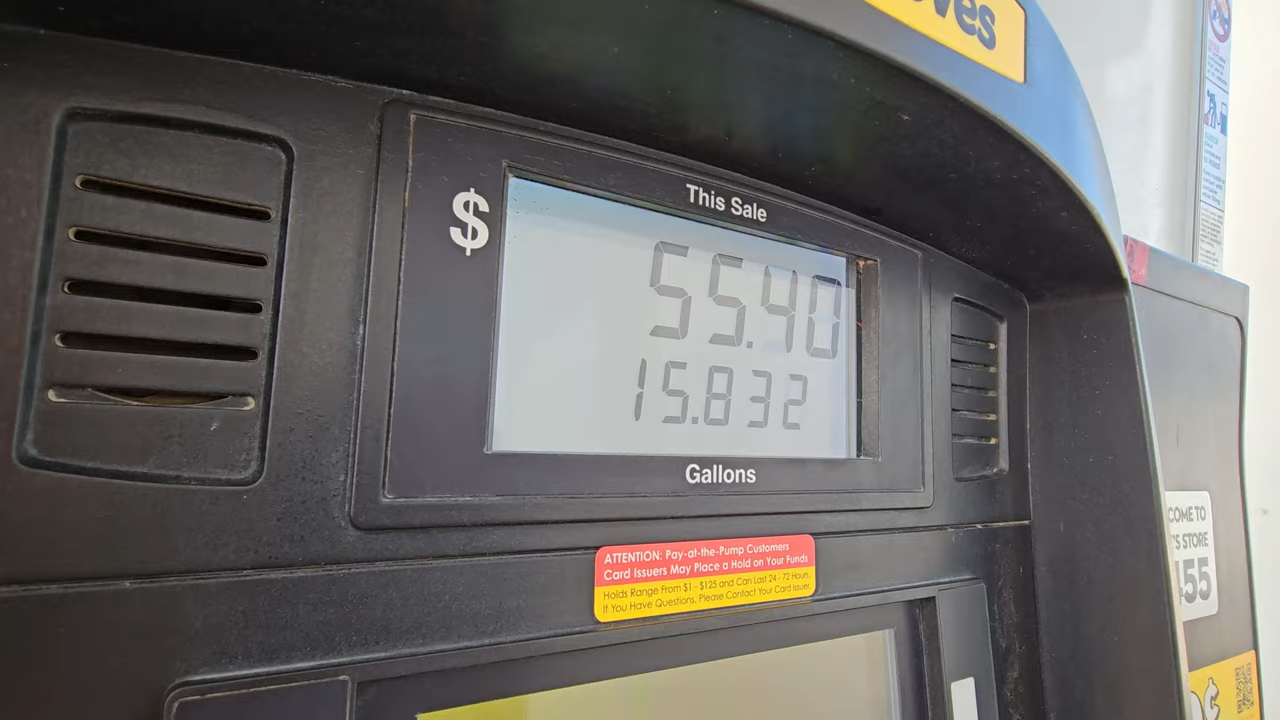 This Sale
$
55.40
15.832
Gallons
ATTENTION: Pay-at-the-Pump Customers
Card Issuers May Place a Hold on Your Funds
Holds Range From $1 - $125 and Can Last 24 - 72 Hours.
If You Have Questions, Please Contact Your Card Issuer.
COME TO
'S STORE
455